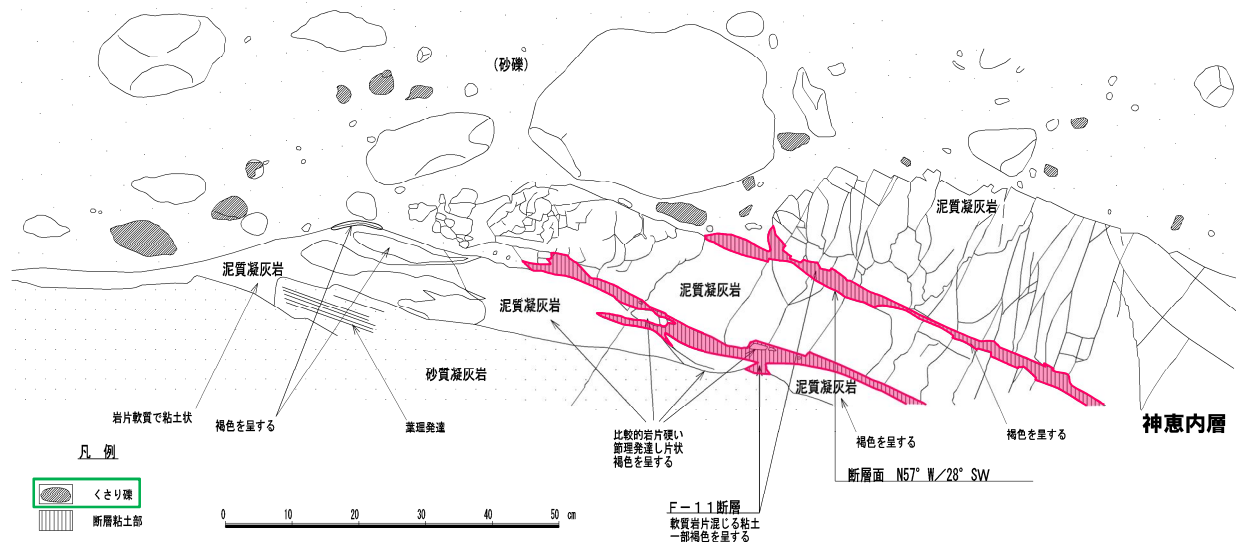 (砂礫)
泥質凝灰岩
泥質凝灰岩
泥質凝灰岩
泥質凝灰岩
砂質凝灰岩
泥質凝灰岩
岩片軟質で粘土状
褐色を呈する
葉理発達
比較的岩片硬い
節理発達し片状
褐色を呈する
褐色を呈する
褐色を呈する
神恵内層
断層面 N57°W/28°SW
F-11断層
軟質岩片混じる粘土
一部褐色を呈する
凡例
くさり礫
断層粘土部
0 10 20 30 40 50 cm